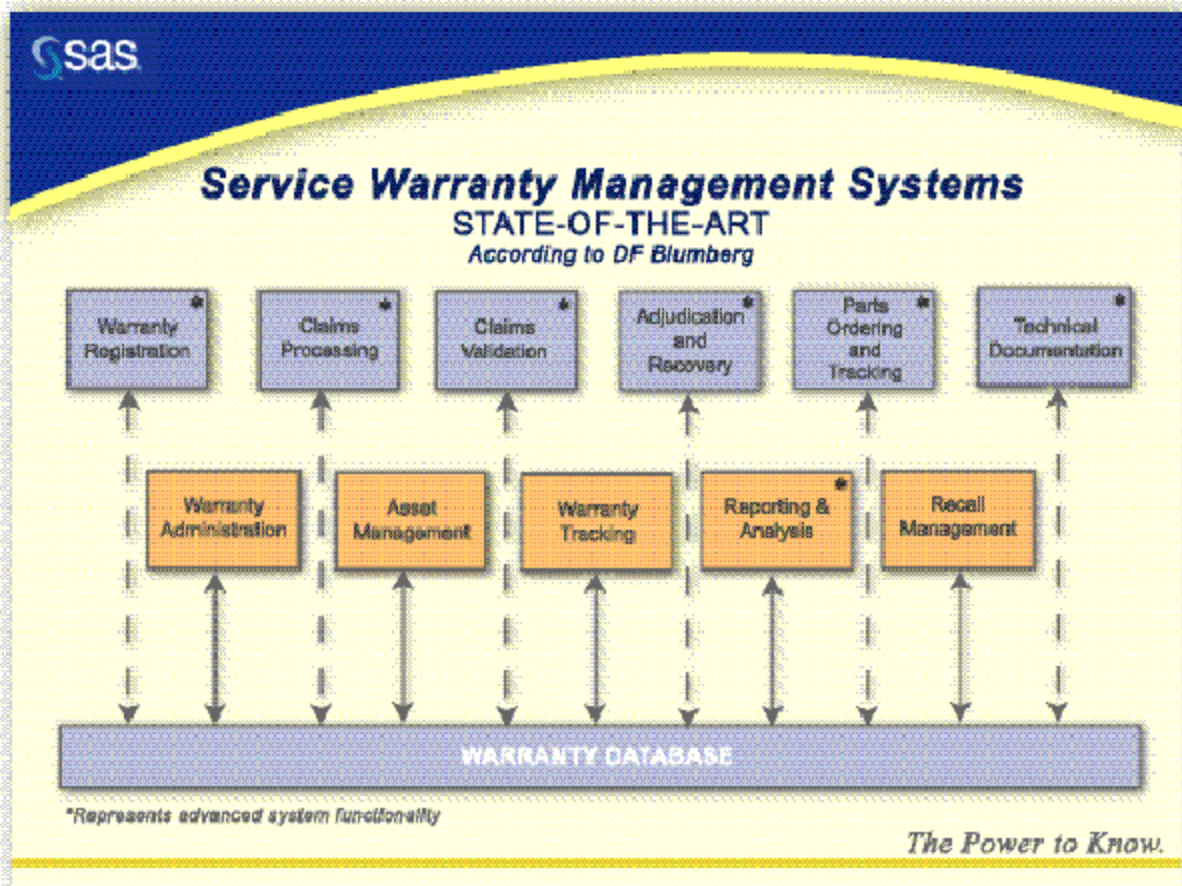 sas
Service Warranty Management Systems
STATE-OF-THE-ART
According to DF Blumberg
*
Warranty
Registration
*
Claims
Processing
*
Claims
Validation
*
Adjudication
and
Recovery
*
Parts
Ordering
and
Tracking
*
Technical
Documentation
Warranty
Administration
Asset
Management
Warranty
Tracking
*
Reporting &
Analysis
Recall
Management
WARRANTY DATABASE
*Represents advanced system functionality
The Power to Know.